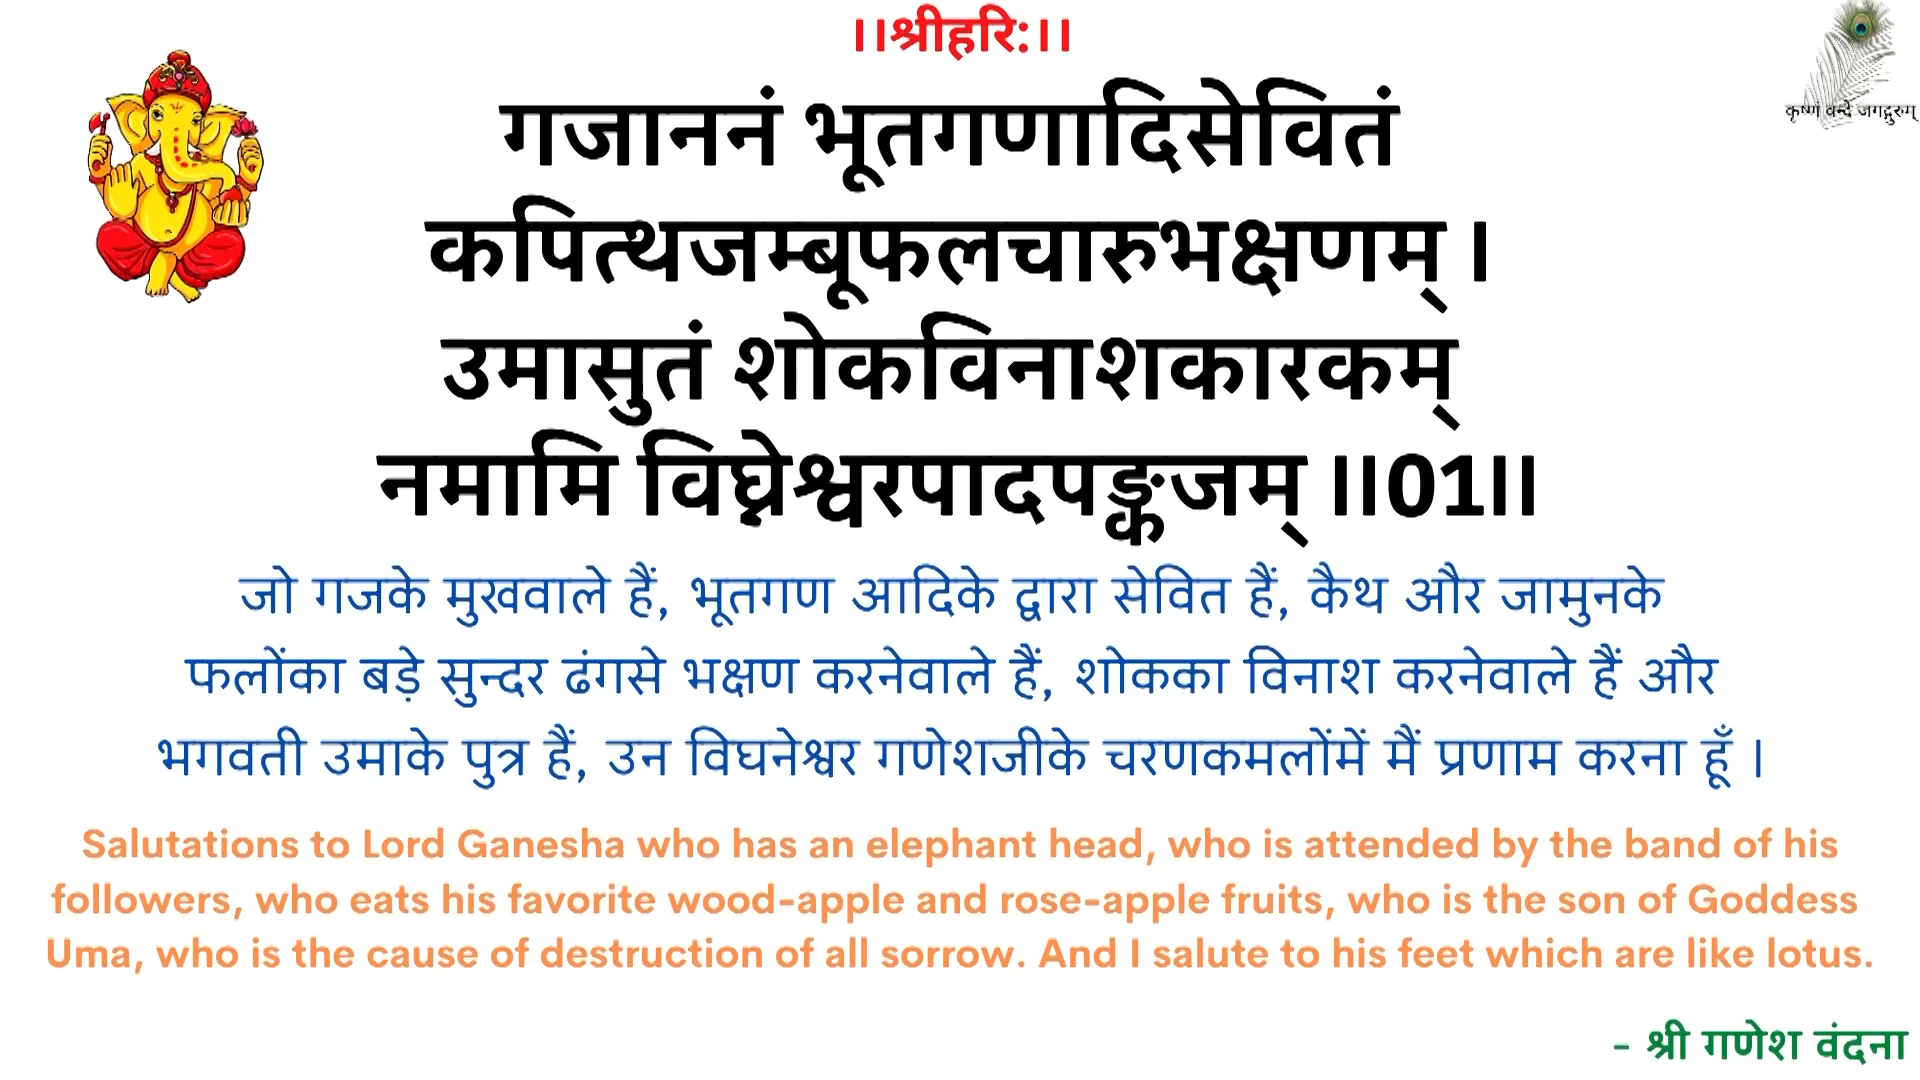 ।।श्रीहरि:।।
कृष्णं वन्दे जगद्गुरुम्
गजाननं भूतगणादिसेवितं
कपित्थजम्बूफलचारुभक्षणम् ।
उमासुतं शोकविनाशकारकम्
नमामि विघ्नेश्वरपादपङ्कजम् ।।01।।
जो गजके मुखवाले हैं, भूतगण आदिके द्वारा सेवित हैं, कैथ और जामुनके
फलोंका बड़े सुन्दर ढंगसे भक्षण करनेवाले हैं, शोकका विनाश करनेवाले हैं और
भगवती उमाके पुत्र हैं, उन विघनेश्वर गणेशजीके चरणकमलोंमें मैं प्रणाम करना हूँ ।
Salutations to Lord Ganesha who has an elephant head, who is attended by the band of his
followers, who eats his favorite wood-apple and rose-apple fruits, who is the son of Goddess
Uma, who is the cause of destruction of all sorrow. And I salute to his feet which are like lotus.
- श्री गणेश वंदना